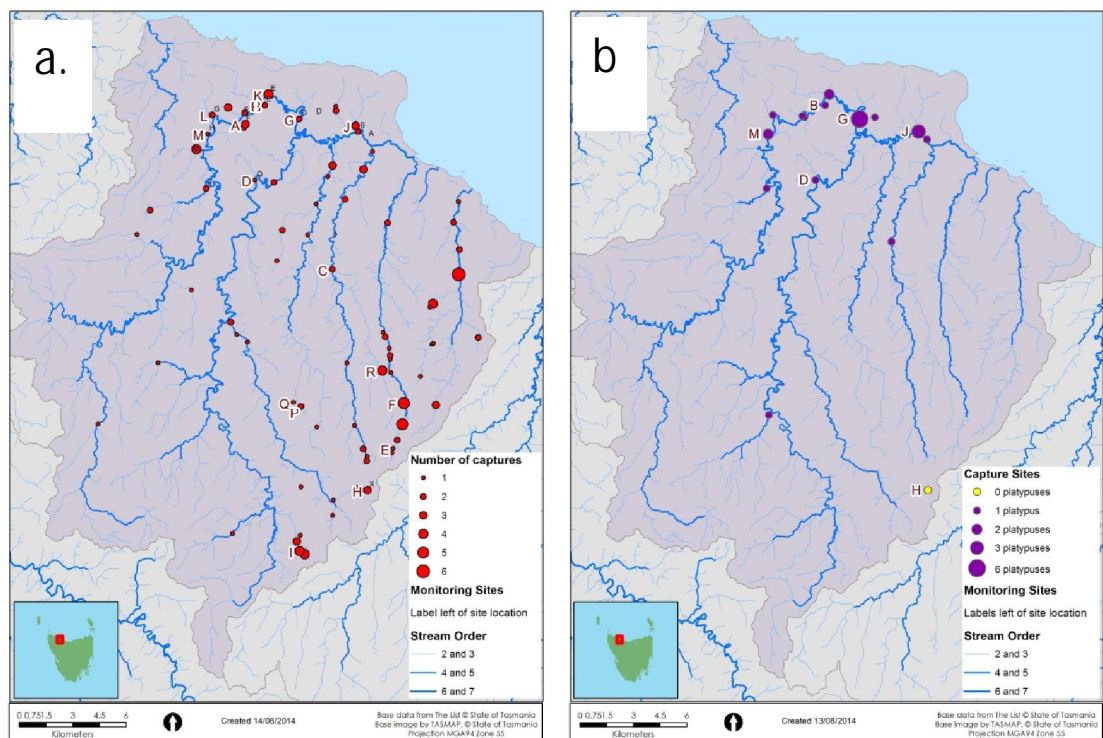 a.
K
E
B
L
G
A
G
D
J
B
A
M
D
C
R
Q
P
F
E
H
X
I
Number of captures
1
2
3
4
5
6
Monitoring Sites
Label left of site location
Stream Order
2 and 3
4 and 5
6 and 7
0 0.751.5 3 4.5 6
Kilometers
Created 14/08/2014
Base data from The List © State of Tasmania
Base image by TASMAP, © State of Tasmania
Projection MGA94 Zone 55
b
B
G
M
J
D
H
Capture Sites
0 platypuses
1 platypus
2 platypuses
3 platypuses
6 platypuses
Monitoring Sites
Labels left of site location
Stream Order
2 and 3
4 and 5
6 and 7
0 0.751.5 3 4.5 6
Kilometers
Created 13/08/2014
Base data from The List © State of Tasmania
Base image by TASMAP, © State of Tasmania
Projection MGA94 Zone 55